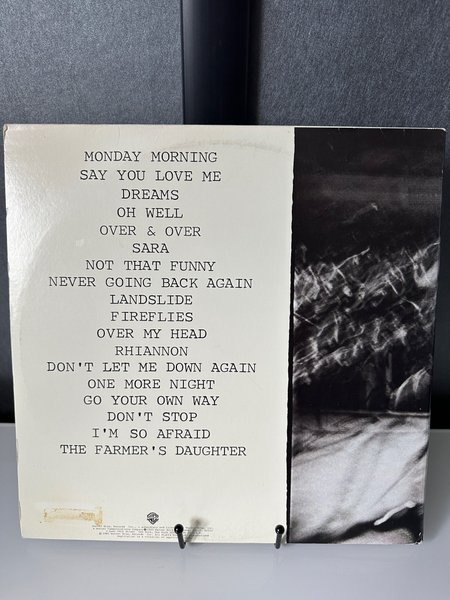 MONDAY MORNING
SAY YOU LOVE ME
DREAMS
OH WELL
OVER & OVER
SARA
NOT THAT FUNNY
NEVER GOING BACK AGAIN
LANDSLIDE
FIREFLIES
OVER MY HEAD
RHIANNON
DON'T LET ME DOWN AGAIN
ONE MORE NIGHT
GO YOUR OWN WAY
DON'T STOP
I'M SO AFRAID
THE FARMER'S DAUGHTER